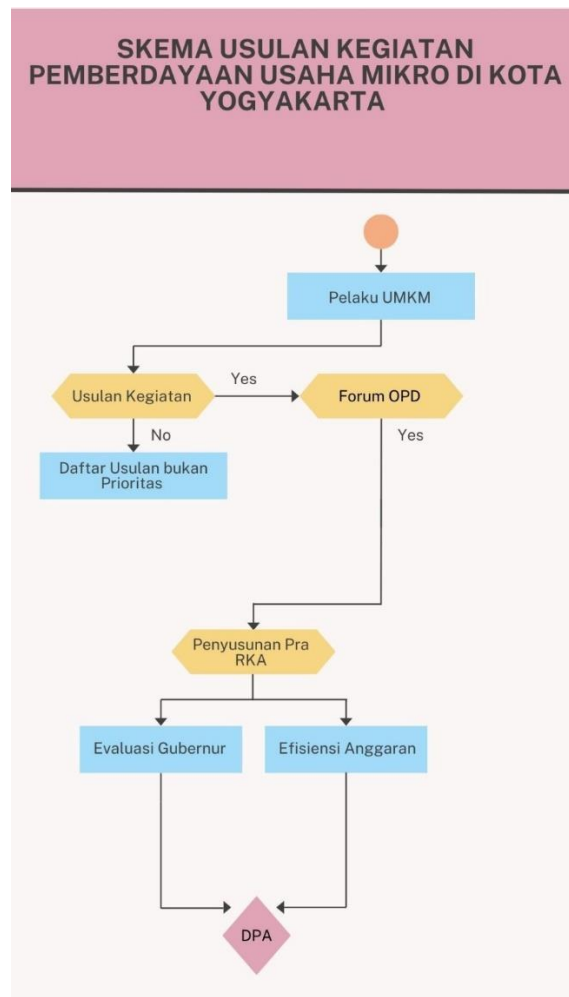 SKEMA USULAN KEGIATAN
PEMBERDAYAAN USAHA MIKRO DI KOTA
YOGYAKARTA
Pelaku UMKM
Usulan Kegiatan
Yes
Forum OPD
No
Yes
Daftar Usulan bukan
Prioritas
Penyusunan Pra
RKA
Evaluasi Gubernur
Efisiensi Anggaran
DPA